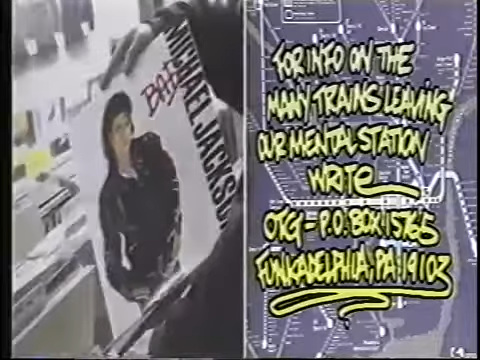 BAD
MICHAEL JACKSON
FOR INFO ON THE
MANY TRAINS LEAVING
OUR MENTAL STATION
WRITE
OTG - P.O. BOX 15765
FUNKADELPHIA, PA. 19103